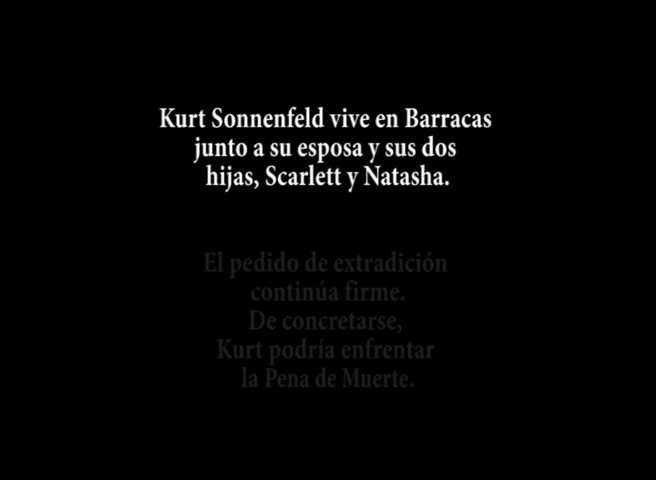 Kurt Sonnenfeld vive en Barracas
junto a su esposa y sus dos
hijas, Scarlett y Natasha.
El pedido de extradición
continúa firme.
De concretarse,
Kurt podría enfrentar
la Pena de Muerte.